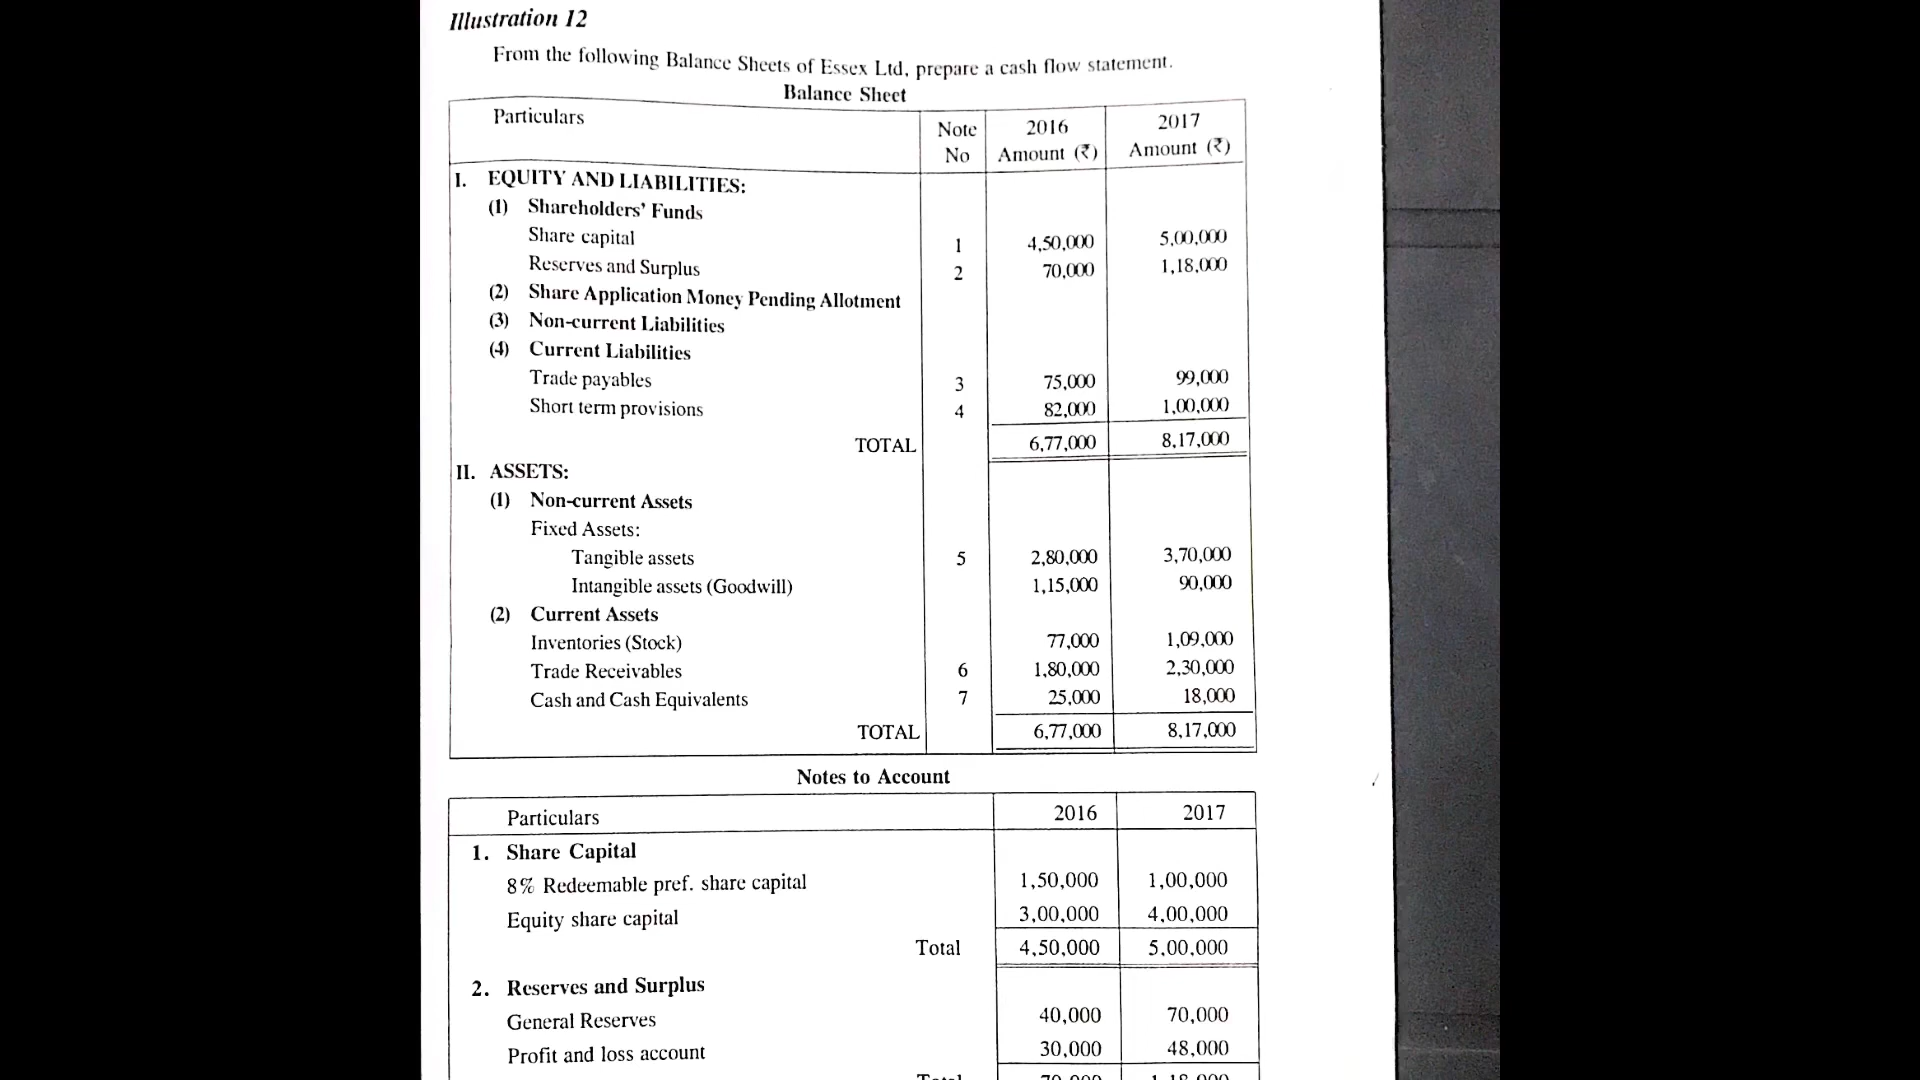 Illustration 12
From the following Balance Sheets of Essex Ltd, prepare a cash flow statement.
Balance Sheet
Particulars Note No 2016 Amount (₹) 2017 Amount (₹)
I. EQUITY AND LIABILITIES:
(1) Shareholders' Funds
Share capital 1 4,50,000 5,00,000
Reserves and Surplus 2 70,000 1,18,000
(2) Share Application Money Pending Allotment
(3) Non-current Liabilities
(4) Current Liabilities
Trade payables 3 75,000 99,000
Short term provisions 4 82,000 1,00,000
TOTAL 6,77,000 8,17,000
II. ASSETS:
(1) Non-current Assets
Fixed Assets:
Tangible assets 5 2,80,000 3,70,000
Intangible assets (Goodwill) 1,15,000 90,000
(2) Current Assets
Inventories (Stock) 77,000 1,09,000
Trade Receivables 6 1,80,000 2,30,000
Cash and Cash Equivalents 7 25,000 18,000
TOTAL 6,77,000 8,17,000
Notes to Account
Particulars 2016 2017
1. Share Capital
8% Redeemable pref. share capital 1,50,000 1,00,000
Equity share capital 3,00,000 4,00,000
Total 4,50,000 5,00,000
2. Reserves and Surplus
General Reserves 40,000 70,000
Profit and loss account 30,000 48,000